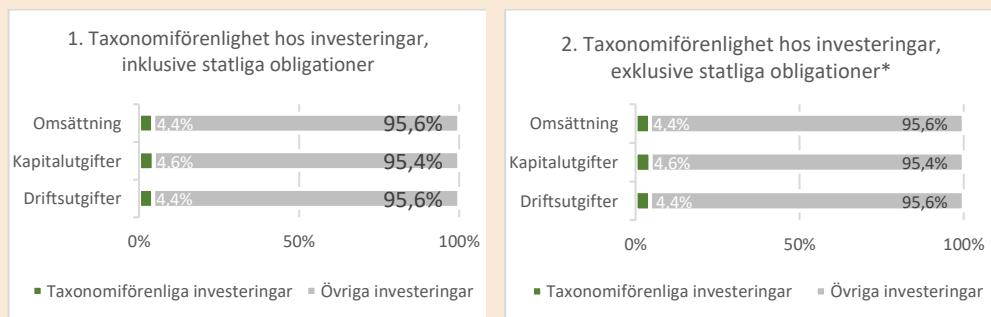 1. Taxonomiförenlighet hos investeringar,
inklusive statliga obligationer
Omsättning 4,4% 95,6%
Kapitalutgifter 4.6% 95,4%
Driftsutgifter 4,4% 95,6%
0% 50% 100%
Taxonomiförenliga investeringar Övriga investeringar
2. Taxonomiförenlighet hos investeringar,
exklusive statliga obligationer*
Omsättning 4,4% 95,6%
Kapitalutgifter 4.6% 95,4%
Driftsutgifter 4,4% 95,6%
0% 50% 100%
Taxonomiförenliga investeringar Övriga investeringar